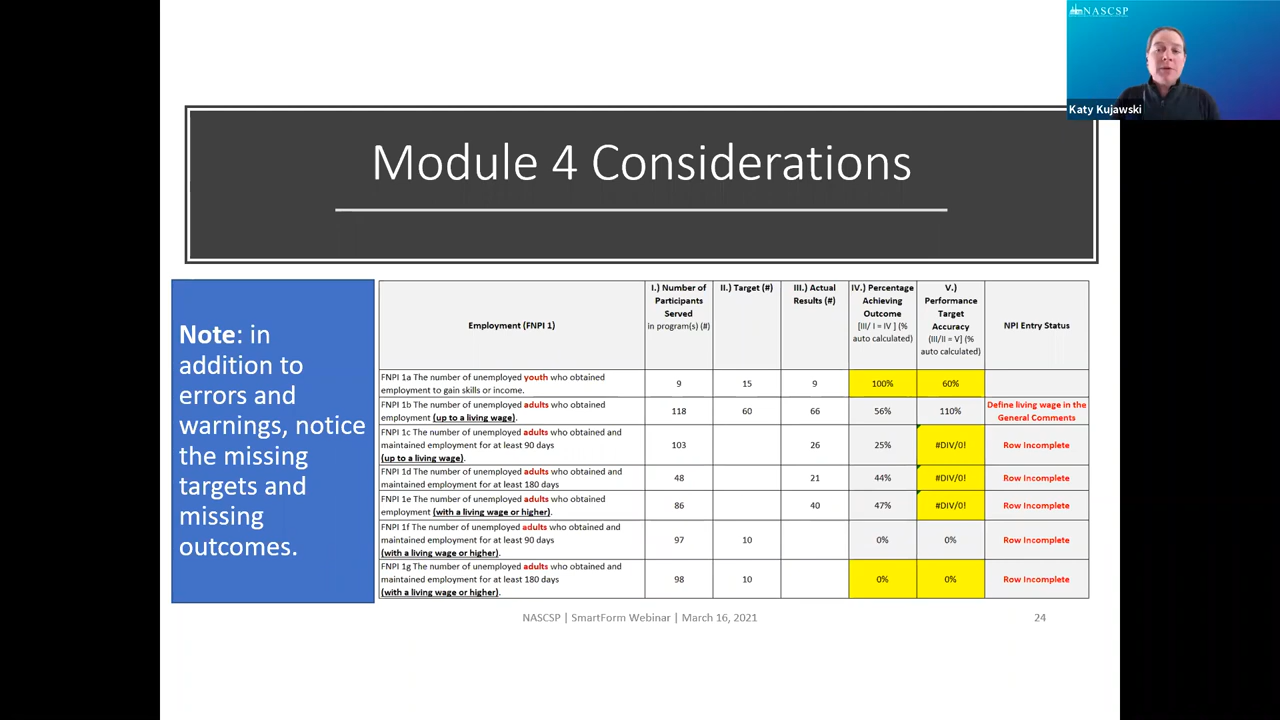 NASCSP
Katy Kujawski
Module 4 Considerations
Note: in
addition to
errors and
warnings, notice
the missing
targets and
missing
outcomes.
Employment (FNPI 1)
I.) Number of
Participants
Served
in program(s) (#)
II.) Target (#)
III.) Actual
Results (#)
IV.) Percentage
Achieving
Outcome
[III/ I = IV ] (%
auto calculated)
V.)
Performance
Target
Accuracy
(III/II = V] (%
auto calculated)
NPI Entry Status
FNPI 1a The number of unemployed youth who obtained
employment to gain skills or income.
9
15
9
100%
60%
FNPI 1b The number of unemployed adults who obtained
employment (up to a living wage).
118
60
66
56%
110%
Define living wage in the
General Comments
FNPI 1c The number of unemployed adults who obtained and
maintained employment for at least 90 days
(up to a living wage).
103
26
25%
#DIV/0!
Row Incomplete
FNPI 1d The number of unemployed adults who obtained and
maintained employment for at least 180 days
48
21
44%
#DIV/0!
Row Incomplete
FNPI 1e The number of unemployed adults who obtained
employment (with a living wage or higher).
86
40
47%
#DIV/0!
Row Incomplete
FNPI 1f The number of unemployed adults who obtained and
maintained employment for at least 90 days
(with a living wage or higher).
97
10
0%
0%
Row Incomplete
FNPI 1g The number of unemployed adults who obtained and
maintained employment for at least 180 days
(with a living wage or higher).
98
10
0%
0%
Row Incomplete
NASCSP | SmartForm Webinar | March 16, 2021
24